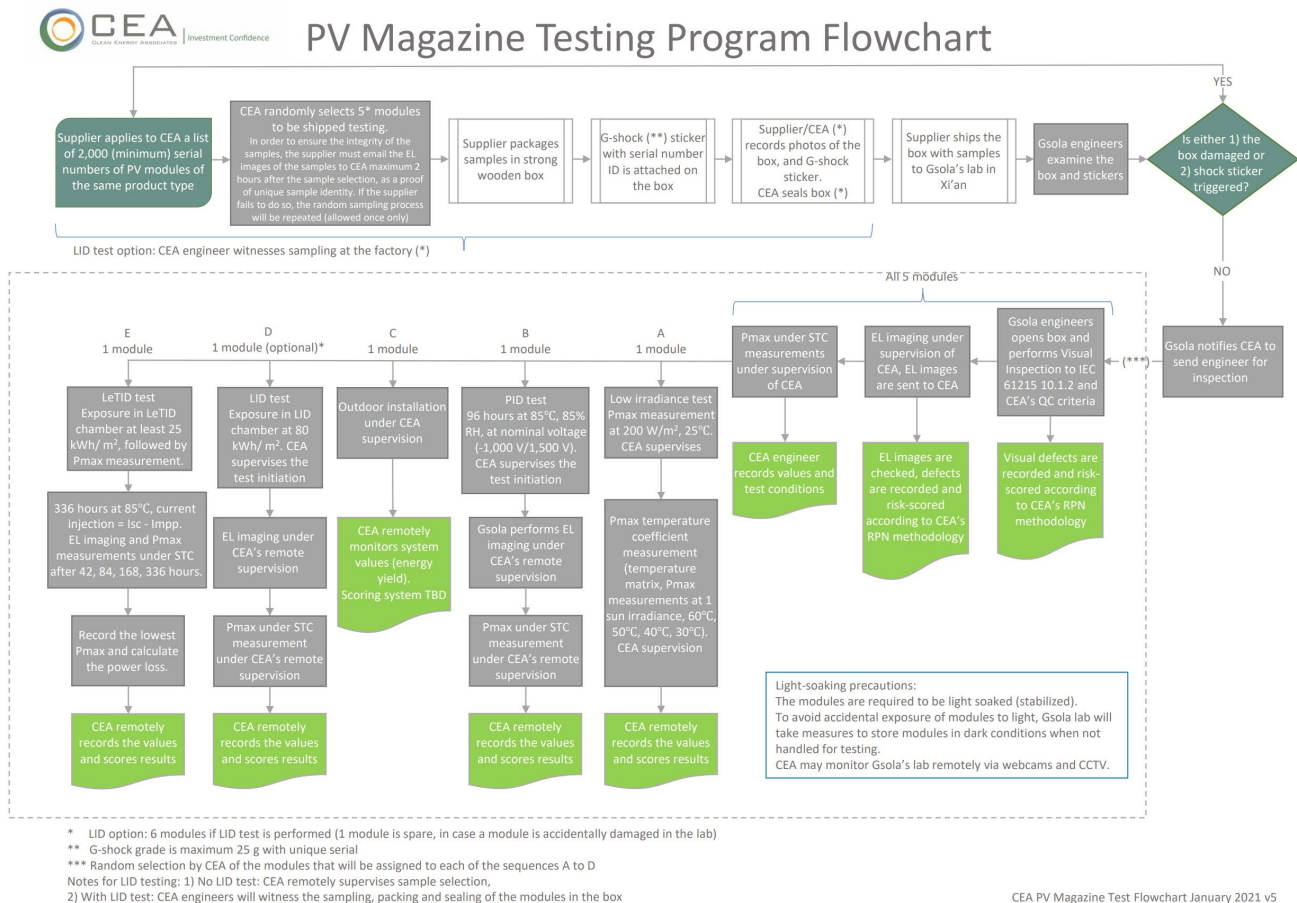 CEA
CLEAN ENERGY ASSOCIATES
Investment Confidence
PV Magazine Testing Program Flowchart
YES
Supplier applies to CEA a list
of 2,000 (minimum) serial
numbers of PV modules of
the same product type
CEA randomly selects 5* modules
to be shipped testing.
In order to ensure the integrity of the
samples, the supplier must email the EL
images of the samples to CEA maximum 2
hours after the sample selection, as a proof
of unique sample identity. If the supplier
fails to do so, the random sampling process
will be repeated (allowed once only)
Supplier packages
samples in strong
wooden box
G-shock (**) sticker
with serial number
ID is attached on
the box
Supplier/CEA (*)
records photos of the
box, and G-shock
sticker.
CEA seals box (*)
Supplier ships the
box with samples
to Gsola's lab in
Xi'an
Gsola engineers
examine the
box and stickers
Is either 1) the
box damaged or
2) shock sticker
triggered?
LID test option: CEA engineer witnesses sampling at the factory (*)
NO
Gsola notifies CEA to
send engineer for
inspection
(***)
All 5 modules
Gsola engineers
opens box and
performs Visual
Inspection to IEC
61215 10.1.2 and
CEA's QC criteria
Visual defects are
recorded and risk-
scored according
to CEA's RPN
methodology
EL imaging under
supervision of
CEA, EL images
are sent to CEA
EL images are
checked, defects
are recorded and
risk-scored
according to CEA's
RPN methodology
Pmax under STC
measurements
under supervision
of CEA
CEA engineer
records values and
test conditions
A
1 module
Low irradiance test
Pmax measurement
at 200 W/m², 25°C.
CEA supervises
Pmax temperature
coefficient
measurement
(temperature
matrix, Pmax
measurements at 1
sun irradiance, 60°C,
50°C, 40°C, 30°C).
CEA supervision
CEA remotely
records the values
and scores results
B
1 module
PID test
96 hours at 85°C, 85%
RH, at nominal voltage
(-1,000 V/1,500 V).
CEA supervises the
test initiation
Gsola performs EL
imaging under
CEA's remote
supervision
Pmax under STC
measurement
under CEA's remote
supervision
CEA remotely
records the values
and scores results
C
1 module
Outdoor installation
under CEA
supervision
CEA remotely
monitors system
values (energy
yield).
Scoring system TBD
D
1 module (optional)*
LID test
Exposure in LID
chamber at 80
kWh/ m². CEA
supervises the
test initiation
EL imaging under
CEA's remote
supervision
Pmax under STC
measurement
under CEA's remote
supervision
CEA remotely
records the values
and scores results
E
1 module
LeTID test
Exposure in LeTID
chamber at least 25
kWh/ m², followed by
Pmax measurement.
336 hours at 85°C, current
injection = Isc - Impp.
EL imaging and Pmax
measurements under STC
after 42, 84, 168, 336 hours.
Record the lowest
Pmax and calculate
the power loss.
CEA remotely
records the values
and scores results
Light-soaking precautions:
The modules are required to be light soaked (stabilized).
To avoid accidental exposure of modules to light, Gsola lab will
take measures to store modules in dark conditions when not
handled for testing.
CEA may monitor Gsola's lab remotely via webcams and CCTV.
* LID option: 6 modules if LID test is performed (1 module is spare, in case a module is accidentally damaged in the lab)
** G-shock grade is maximum 25 g with unique serial
*** Random selection by CEA of the modules that will be assigned to each of the sequences A to D
Notes for LID testing: 1) No LID test: CEA remotely supervises sample selection,
2) With LID test: CEA engineers will witness the sampling, packing and sealing of the modules in the box
CEA PV Magazine Test Flowchart January 2021 v5